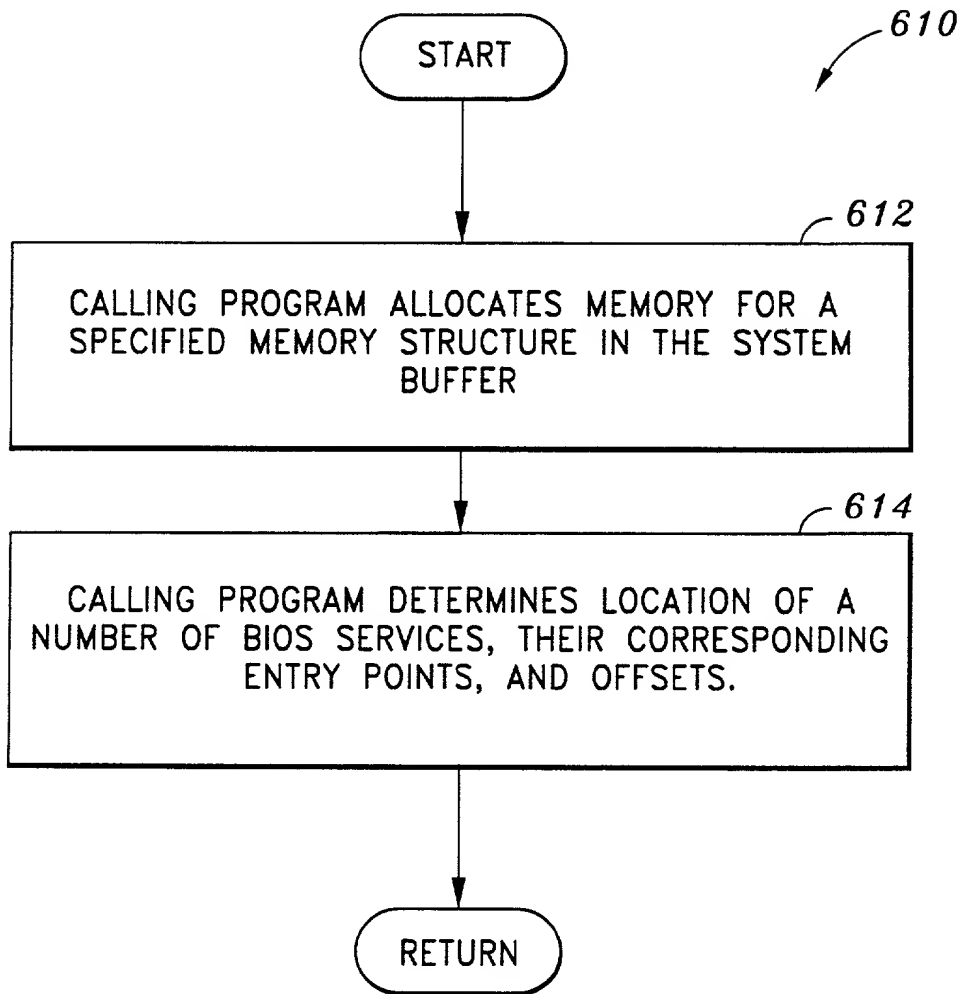 610
START
612
CALLING PROGRAM ALLOCATES MEMORY FOR A
SPECIFIED MEMORY STRUCTURE IN THE SYSTEM
BUFFER
614
CALLING PROGRAM DETERMINES LOCATION OF A
NUMBER OF BIOS SERVICES, THEIR CORRESPONDING
ENTRY POINTS, AND OFFSETS.
RETURN